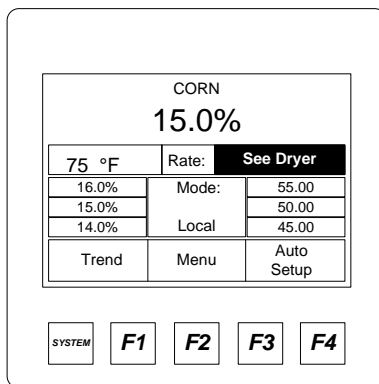 CORN
15.0%
75 °F Rate: See Dryer
16.0% Mode: 55.00
15.0% 50.00
14.0% Local 45.00
Trend Menu Auto
Setup
SYSTEM F1 F2 F3 F4